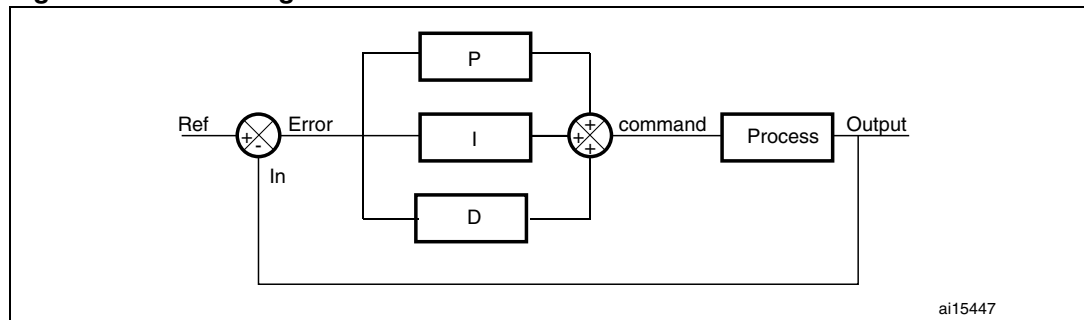 P
Ref
+
-
Error
I
+
+
+
command
Process
Output
In
D
ai15447